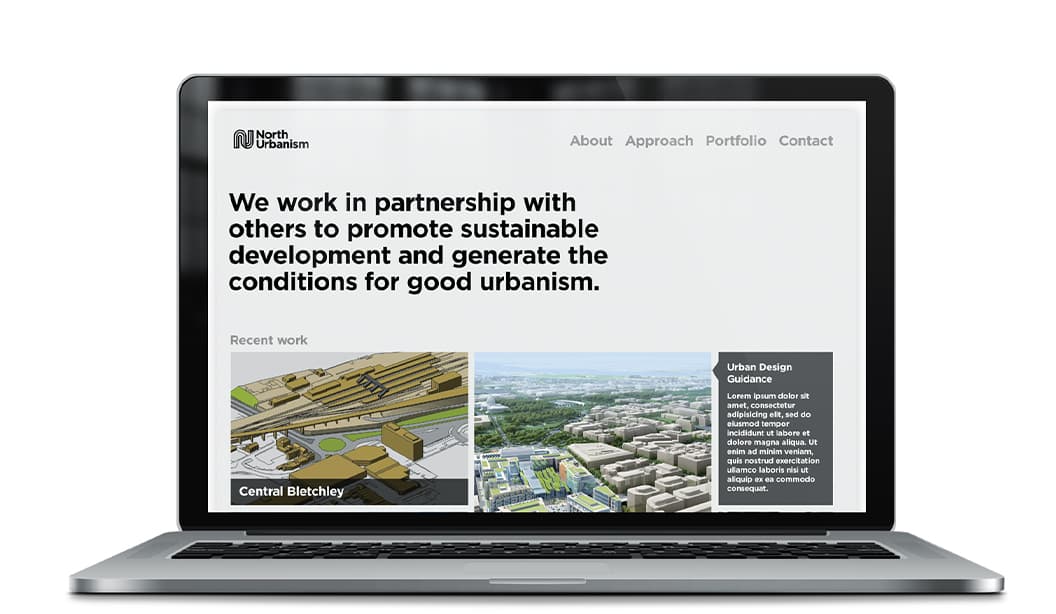 North
Urbanism
About Approach Portfolio Contact
We work in partnership with
others to promote sustainable
development and generate the
conditions for good urbanism.
Recent work
Central Bletchley
Urban Design
Guidance
Lorem ipsum dolor sit
amet, consectetur
adipisicing elit, sed do
eiusmod tempor
incididunt ut labore et
dolore magna aliqua. Ut
enim ad minim veniam,
quis nostrud exercitation
ullamco laboris nisi ut
aliquip ex ea commodo
consequat.